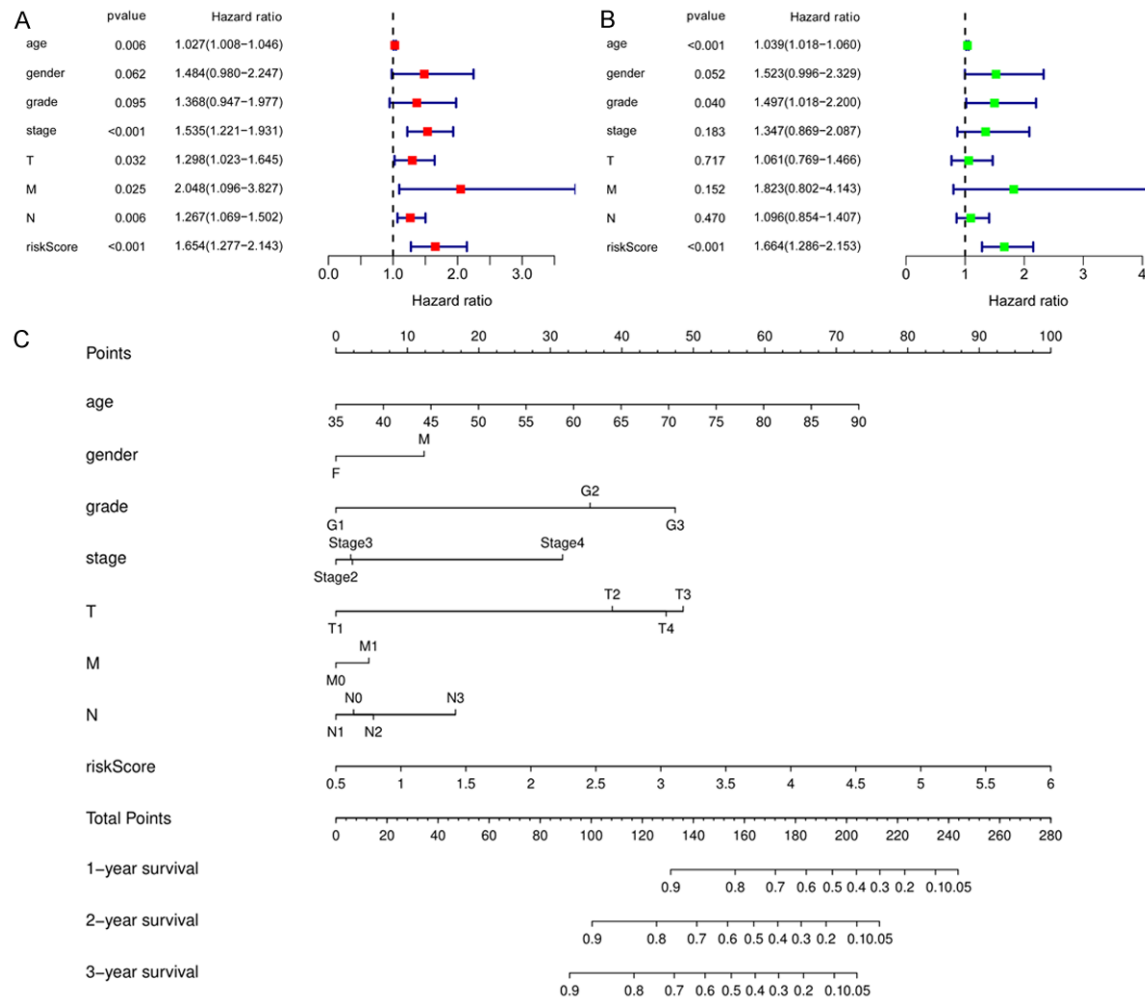 A
pvalue Hazard ratio
age 0.006 1.027(1.008−1.046)
gender 0.062 1.484(0.980−2.247)
grade 0.095 1.368(0.947−1.977)
stage <0.001 1.535(1.221−1.931)
T 0.032 1.298(1.023−1.645)
M 0.025 2.048(1.096−3.827)
N 0.006 1.267(1.069−1.502)
riskScore <0.001 1.654(1.277−2.143)
0.0 1.0 2.0 3.0
Hazard ratio
B
pvalue Hazard ratio
age <0.001 1.039(1.018−1.060)
gender 0.052 1.523(0.996−2.329)
grade 0.040 1.497(1.018−2.200)
stage 0.183 1.347(0.869−2.087)
T 0.717 1.061(0.769−1.466)
M 0.152 1.823(0.802−4.143)
N 0.470 1.096(0.854−1.407)
riskScore <0.001 1.664(1.286−2.153)
0 1 2 3 4
Hazard ratio
C
0 10 20 30 40 50 60 70 80 90 100
Points
age
35 40 45 50 55 60 65 70 75 80 85 90
M
gender
F
G2
grade
G1 G3
Stage3 Stage4
stage
Stage2
T2 T3
T
T1 T4
M1
M
M0
N0 N3
N
N1 N2
riskScore
0.5 1 1.5 2 2.5 3 3.5 4 4.5 5 5.5 6
Total Points
0 20 40 60 80 100 120 140 160 180 200 220 240 260 280
1−year survival
0.9 0.8 0.7 0.6 0.5 0.4 0.3 0.2 0.10.05
2−year survival
0.9 0.8 0.7 0.6 0.5 0.4 0.3 0.2 0.10.05
3−year survival
0.9 0.8 0.7 0.6 0.5 0.4 0.3 0.2 0.10.05